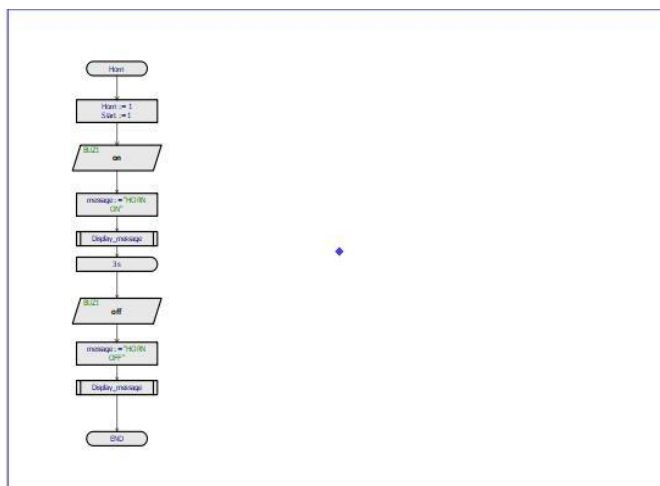 Horn
Horn := 1
Start := 1
BUZ1
on
message := "HORN
ON"
Display_message
3 s
BUZ1
off
message := "HORN
OFF"
Display_message
END